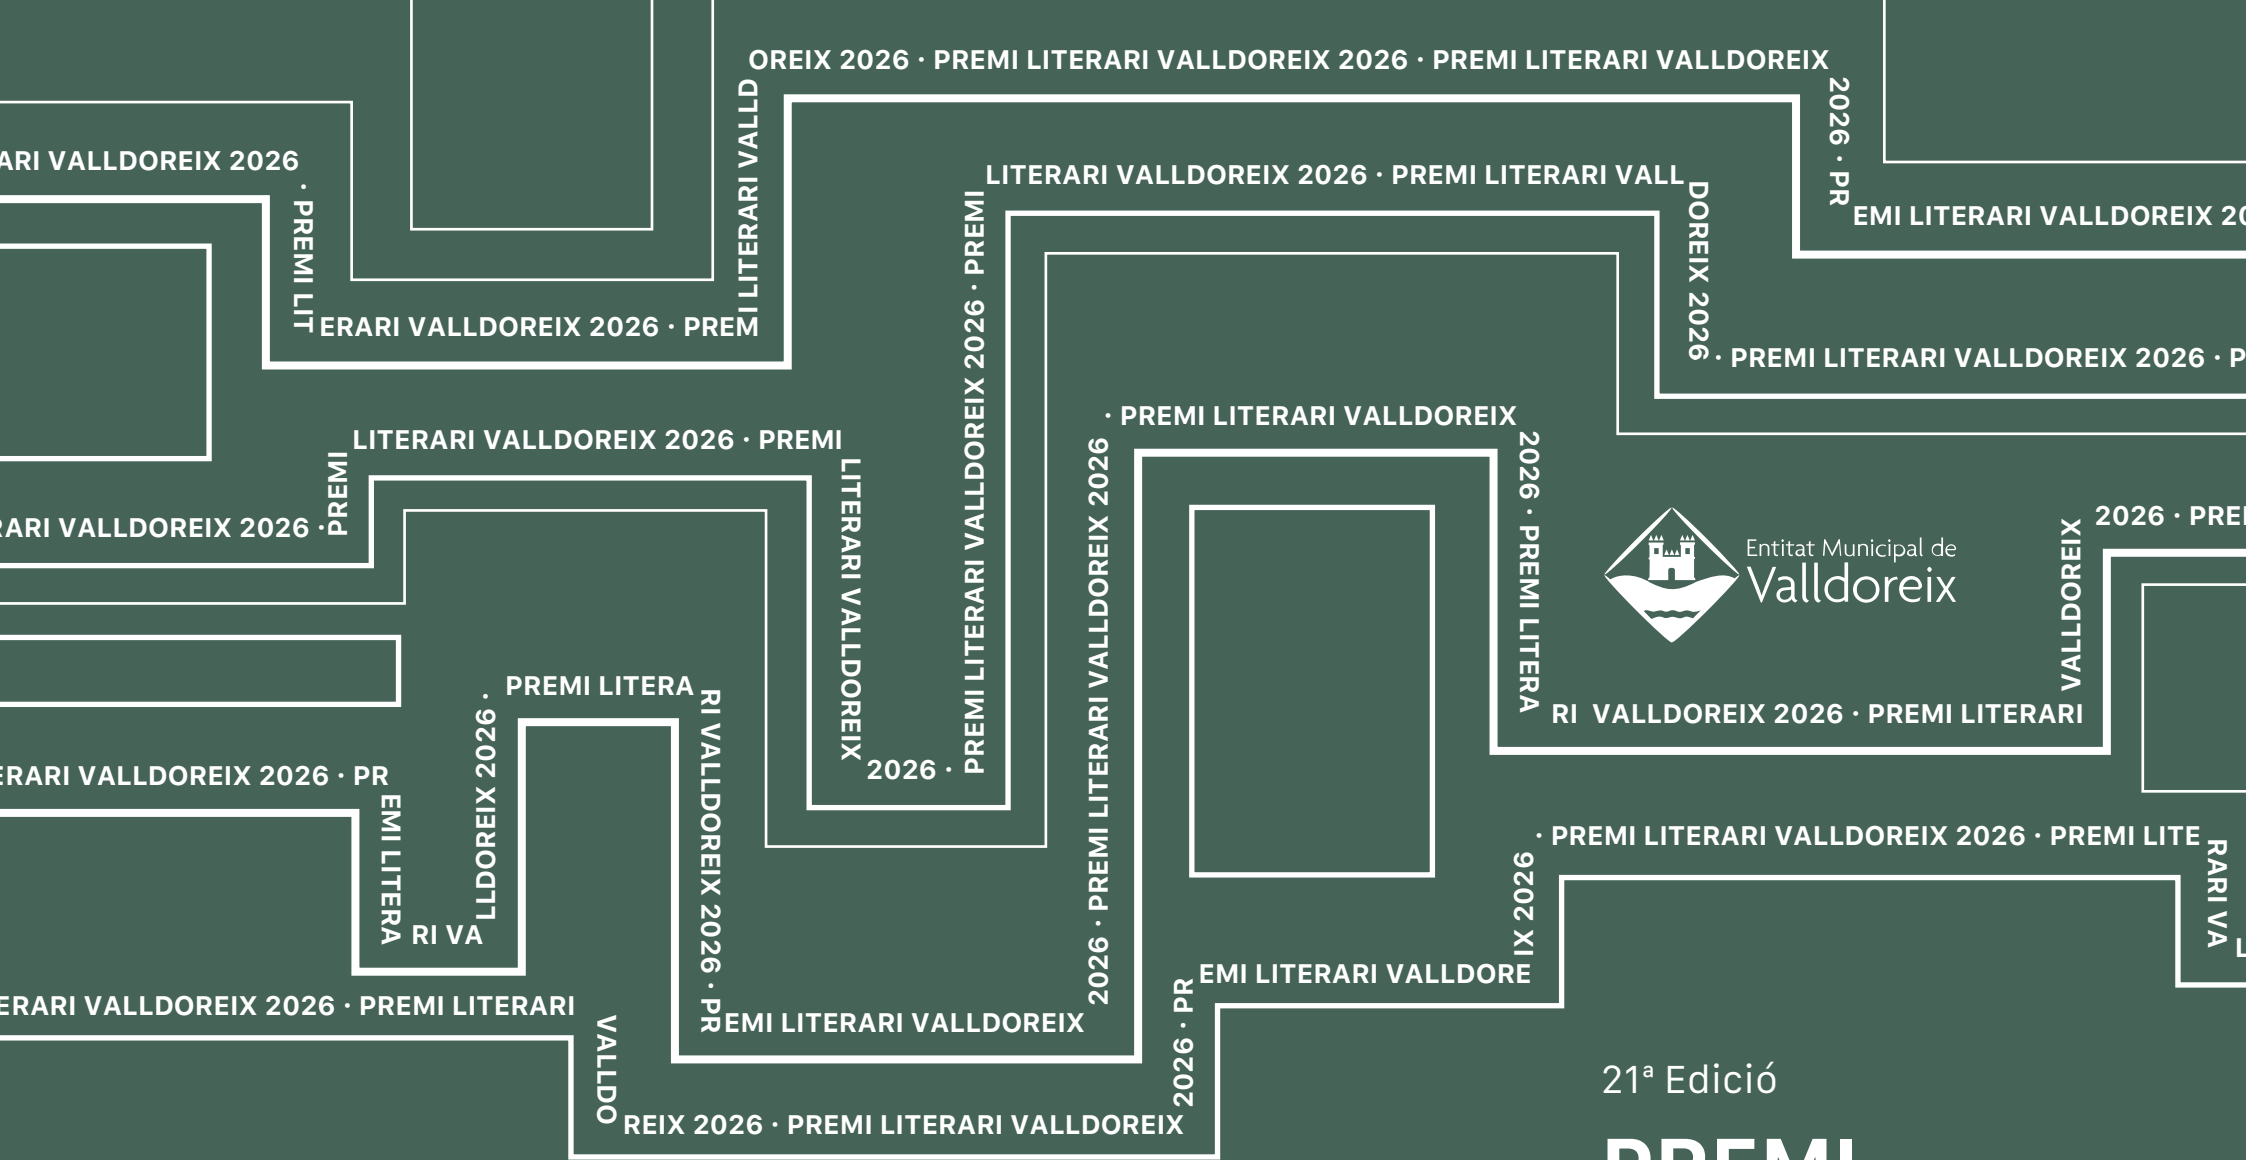 OREIX 2026 · PREMI LITERARI VALLDOREIX 2026 · PREMI LITERARI VALLDOREIX
2026 · PR
EMI LITERARI VALLDOREIX 20
ARI VALLDOREIX 2026
· PREMI LIT
ERARI VALLDOREIX 2026 · PREM
I LITERARI VALLD
LITERARI VALLDOREIX 2026 · PREMI LITERARI VALL
DOREIX 2026
· PREMI LITERARI VALLDOREIX 2026 · P
RARI VALLDOREIX 2026 ·
PREMI
LITERARI VALLDOREIX 2026 · PREMI
LITERARI VALLDOREIX
2026 ·
PREMI LITERARI VALLDOREIX 2026 · PREMI
· PREMI LITERARI VALLDOREIX
2026 · PREMI LITERA
RI VALLDOREIX 2026 · PREMI LITERARI
VALLDOREIX
2026 · PREM
Entitat Municipal de
Valldoreix
ERARI VALLDOREIX 2026 · PR
EMI LITERA
RI VA
LLDOREIX 2026 ·
PREMI LITERA
RI VALLDOREIX 2026 · PR
EMI LITERARI VALLDOREIX
2026 · PREMI LITERARI VALLDOREIX 2026
ERARI VALLDOREIX 2026 · PREMI LITERARI
VALLDO
REIX 2026 · PREMI LITERARI VALLDOREIX
2026 · PR
EMI LITERARI VALLDORE
IX 2026
· PREMI LITERARI VALLDOREIX 2026 · PREMI LITE
RARI VA
L
21ª Edició
PREMI